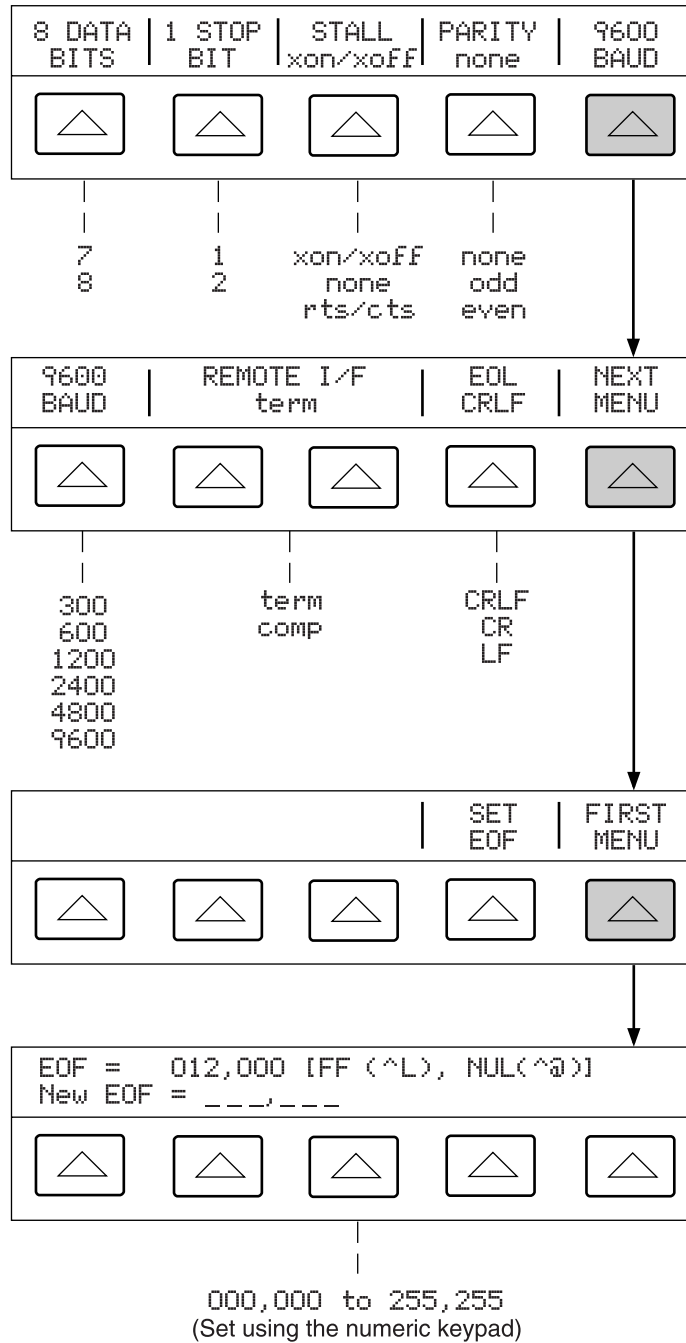 8 DATA | 1 STOP | STALL | PARITY | 9600
BITS | BIT | xon/xoff | none | BAUD
7 1 xon/xoff none
8 2 none odd
rts/cts even
9600 | REMOTE I/F | EOL | NEXT
BAUD | term | CRLF | MENU
300 term CRLF
600 comp CR
1200 LF
2400
4800
9600
| SET | FIRST
| EOF | MENU
EOF = 012,000 [FF (^L), NUL(^@)]
New EOF = _ _ _,_ _ _
000,000 to 255,255
(Set using the numeric keypad)